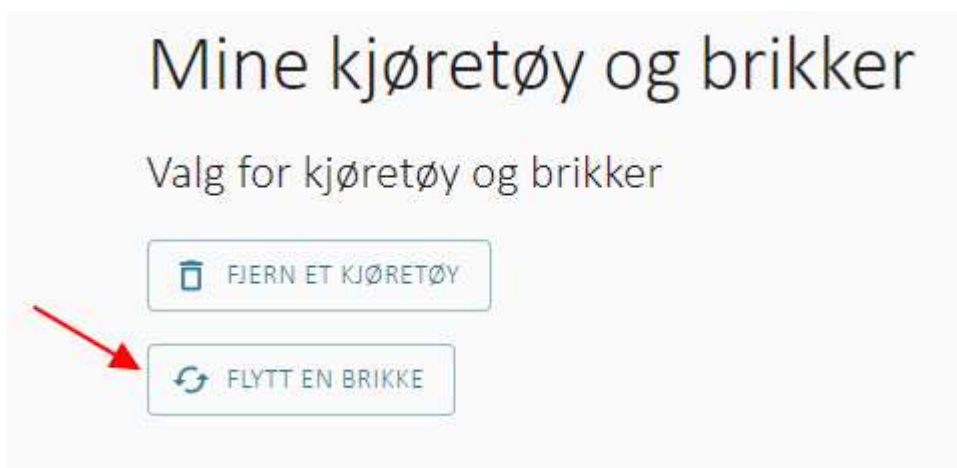 Mine kjøretøy og brikker
Valg for kjøretøy og brikker
FJERN ET KJØRETØY
FLYTT EN BRIKKE